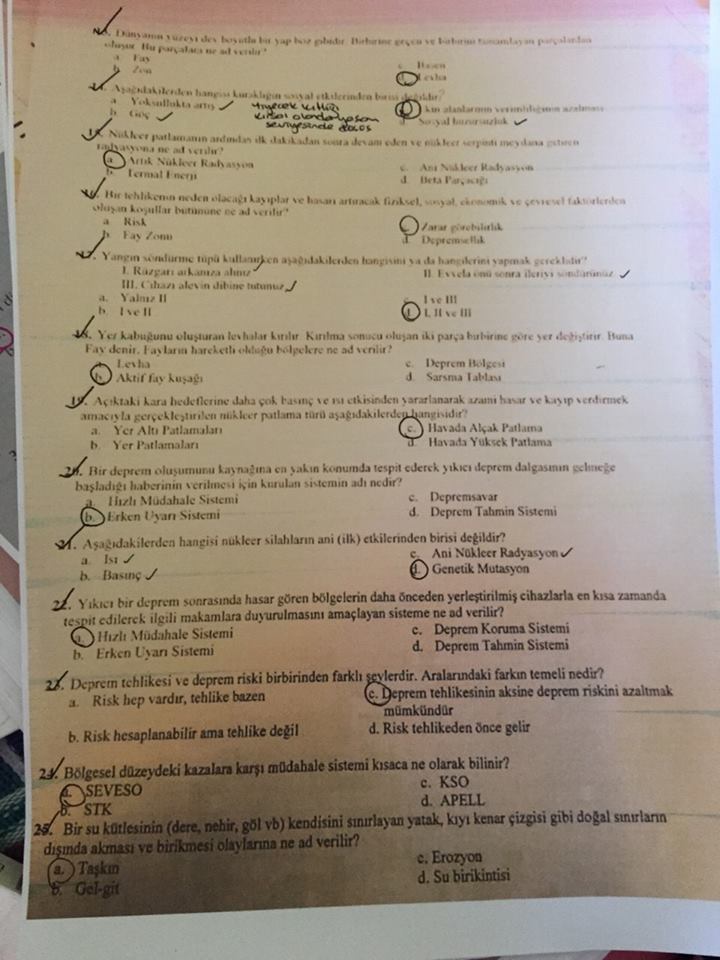 Dünyamın yüzeyi dev boyutlu bir yap boz gibidir. Birbirine geçen ve birbirini tamamlayan parçalardan
oluşur. Bu parçalara ne ad verilir?
a. Fay
b. Zon
c. Basen
d. Levha
Aşağıdakilerden hangisi kuraklığın sosyal etkilerinden birisi değildir?
a. Yoksullukta artış
b. Göç
yiyecek kıtlığı
kırsal alanda yaşam
seviyesinde düşüş
Ekin alanlarının verimliliğinin azalması
d. Sosyal huzursuzluk
Nükleer patlamanın ardından ilk dakikadan sonra devam eden ve nükleer serpinti meydana getiren
radyasyona ne ad verilir?
a. Artık Nükleer Radyasyon
b. Termal Enerji
c. Ani Nükleer Radyasyon
d. Beta Parçacığı
Bir tehlikenin neden olacağı kayıplar ve hasarı artıracak fiziksel, sosyal, ekonomik ve çevresel faktörlerden
oluşan koşullar bütününe ne ad verilir?
a. Risk
b. Fay Zonu
c. Zarar görebilirlik
d. Depremsellik
17. Yangın söndürme tüpü kullanırken aşağıdakilerden hangisini ya da hangilerini yapmak gereklidir?
I. Rüzgarı arkanıza alınız
II. Evvela önü sonra ileriyi söndürünüz
III. Cihazı alevin dibine tutunuz
a. Yalnız II
b. I ve II
c. I ve III
d. I, II ve III
18. Yer kabuğunu oluşturan levhalar kırılır. Kırılma sonucu oluşan iki parça birbirine göre yer değiştirir. Buna
Fay denir. Fayların hareketli olduğu bölgelere ne ad verilir?
a. Levha
b. Aktif fay kuşağı
c. Deprem Bölgesi
d. Sarsma Tablası
19. Açıktaki kara hedeflerine daha çok basınç ve ısı etkisinden yararlanarak azami hasar ve kayıp verdirmek
amacıyla gerçekleştirilen nükleer patlama türü aşağıdakilerden hangisidir?
a. Yer Altı Patlamaları
b. Yer Patlamaları
c. Havada Alçak Patlama
d. Havada Yüksek Patlama
20. Bir deprem oluşumunu kaynağına en yakın konumda tespit ederek yıkıcı deprem dalgasının gelmeğe
başladığı haberinin verilmesi için kurulan sistemin adı nedir?
a. Hızlı Müdahale Sistemi
b. Erken Uyarı Sistemi
c. Depremsavar
d. Deprem Tahmin Sistemi
21. Aşağıdakilerden hangisi nükleer silahların ani (ilk) etkilerinden birisi değildir?
a. Isı
b. Basınç
c. Ani Nükleer Radyasyon
d. Genetik Mutasyon
22. Yıkıcı bir deprem sonrasında hasar gören bölgelerin daha önceden yerleştirilmiş cihazlarla en kısa zamanda
tespit edilerek ilgili makamlara duyurulmasını amaçlayan sisteme ne ad verilir?
a. Hızlı Müdahale Sistemi
b. Erken Uyarı Sistemi
c. Deprem Koruma Sistemi
d. Deprem Tahmin Sistemi
23. Deprem tehlikesi ve deprem riski birbirinden farklı şeylerdir. Aralarındaki farkın temeli nedir?
a. Risk hep vardır, tehlike bazen
c. Deprem tehlikesinin aksine deprem riskini azaltmak
mümkündür
b. Risk hesaplanabilir ama tehlike değil
d. Risk tehlikeden önce gelir
24. Bölgesel düzeydeki kazalara karşı müdahale sistemi kısaca ne olarak bilinir?
a. SEVESO
b. STK
c. KSO
d. APELL
25. Bir su kütlesinin (dere, nehir, göl vb) kendisini sınırlayan yatak, kıyı kenar çizgisi gibi doğal sınırların
dışında akması ve birikmesi olaylarına ne ad verilir?
a. Taşkın
b. Gel-git
c. Erozyon
d. Su birikintisi